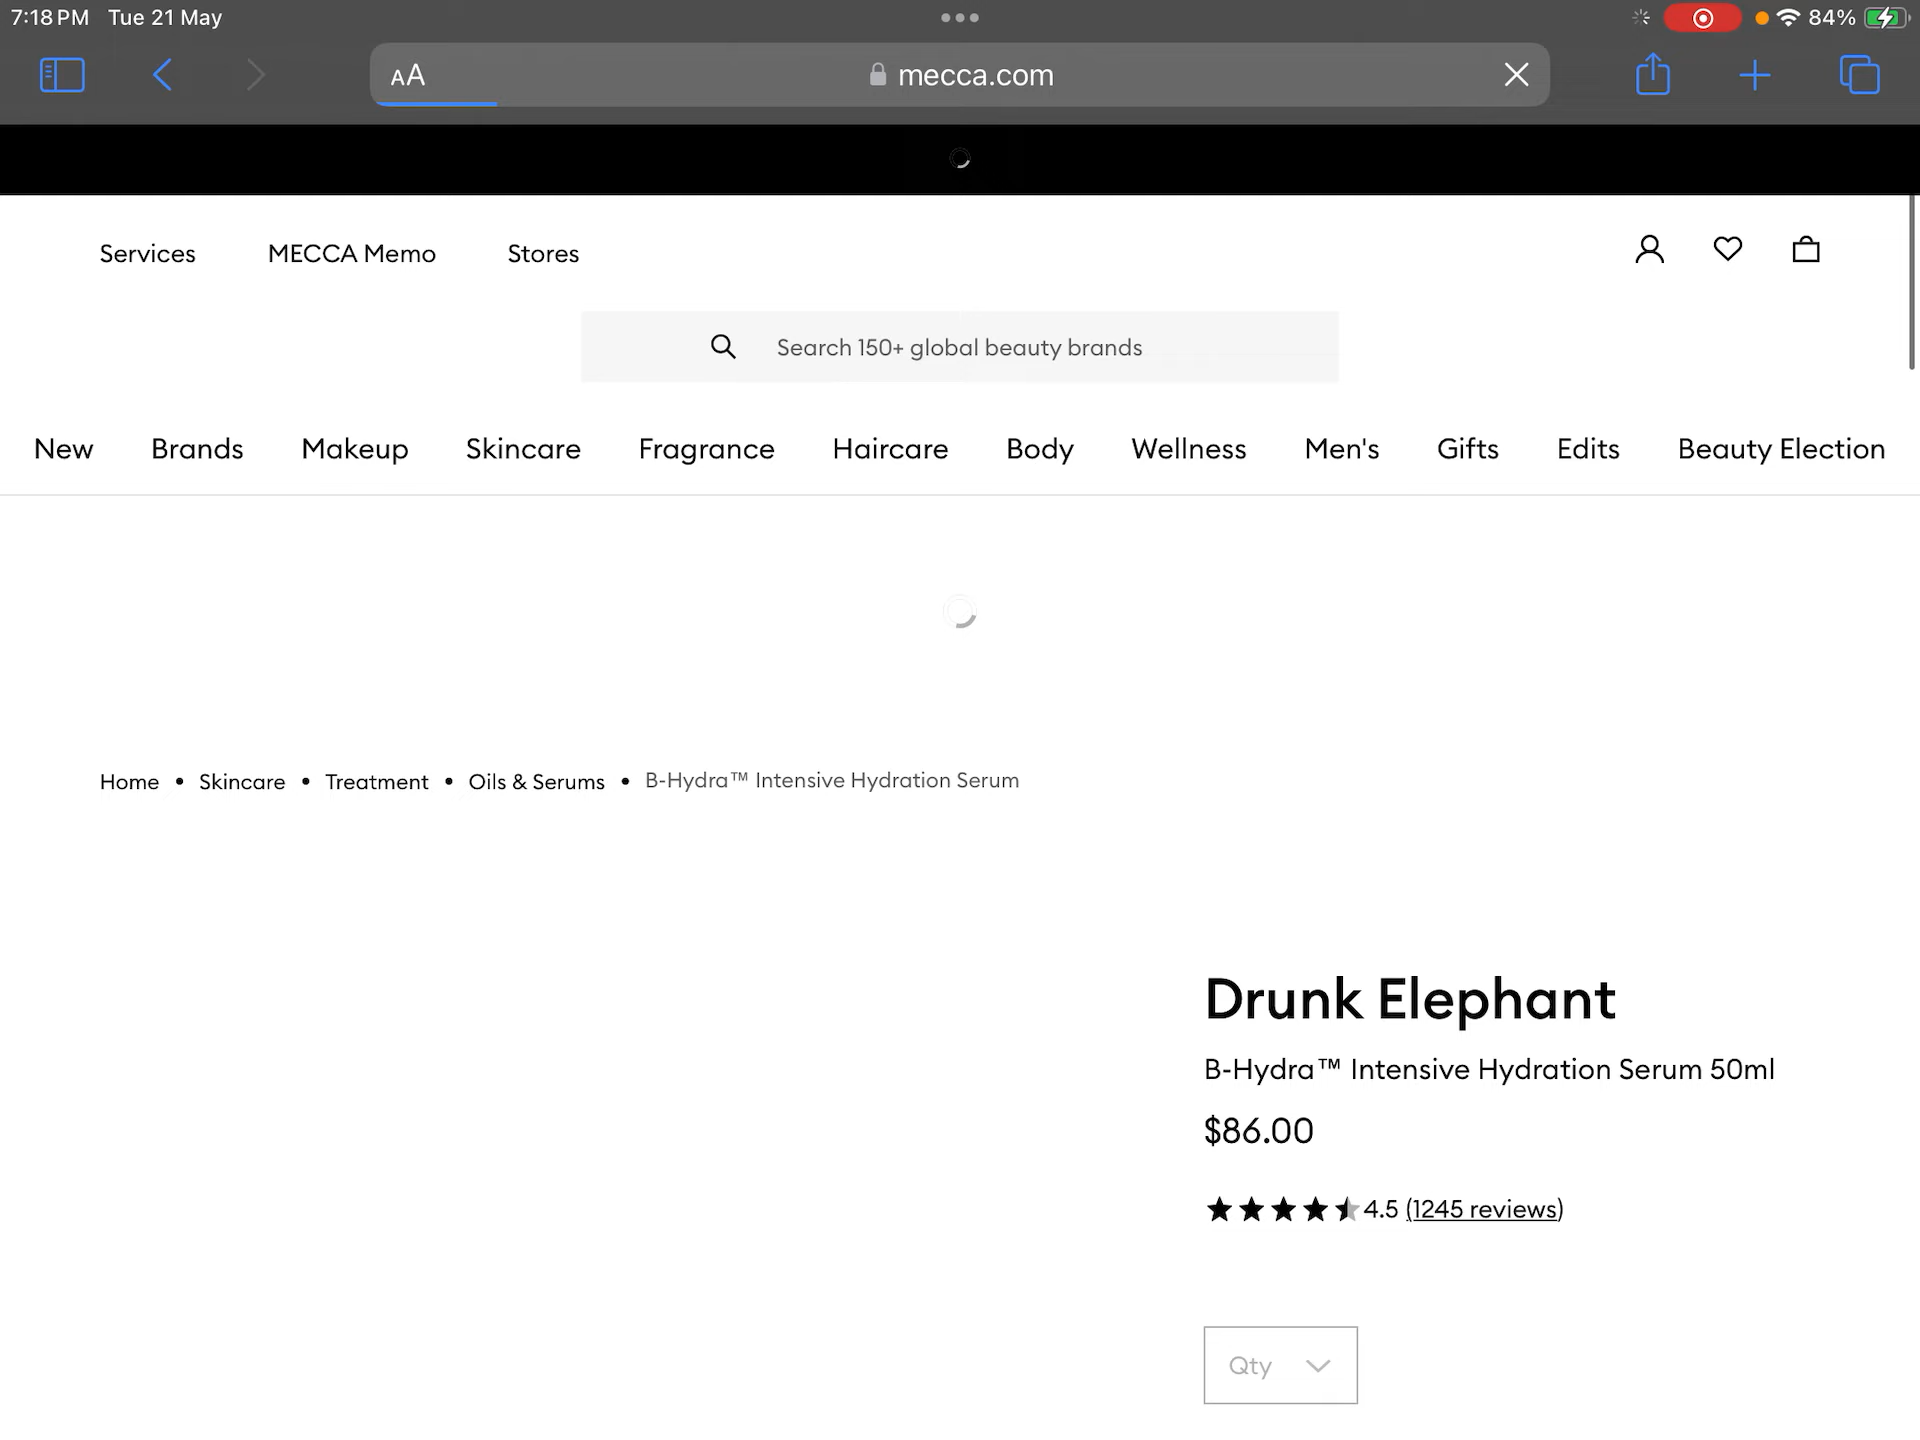 7:18 PM Tue 21 May
84%
AA
mecca.com
Services MECCA Memo Stores
Search 150+ global beauty brands
New Brands Makeup Skincare Fragrance Haircare Body Wellness Men's Gifts Edits Beauty Election
Home • Skincare • Treatment • Oils & Serums • B-Hydra™ Intensive Hydration Serum
Drunk Elephant
B-Hydra™ Intensive Hydration Serum 50ml
$86.00
4.5 (1245 reviews)
Qty